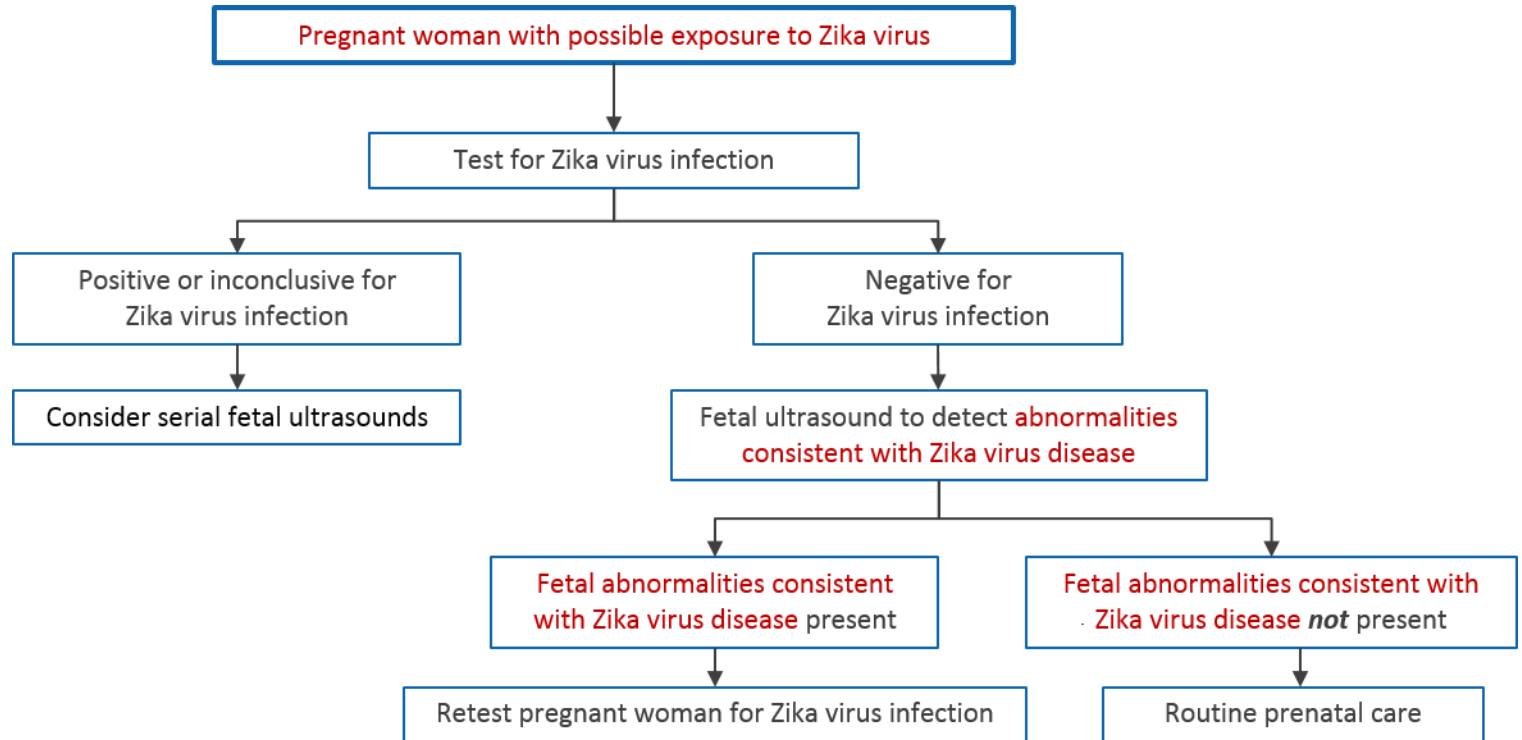 Pregnant woman with possible exposure to Zika virus
Test for Zika virus infection
Positive or inconclusive for
Zika virus infection
Negative for
Zika virus infection
Consider serial fetal ultrasounds
Fetal ultrasound to detect abnormalities
consistent with Zika virus disease
Fetal abnormalities consistent
with Zika virus disease present
Fetal abnormalities consistent with
Zika virus disease not present
Retest pregnant woman for Zika virus infection
Routine prenatal care